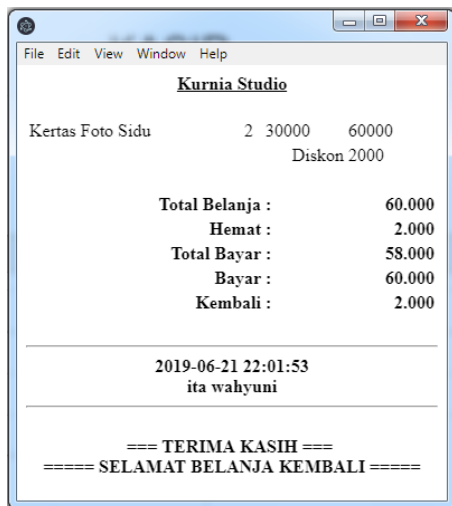 File Edit View Window Help
Kurnia Studio
Kertas Foto Sidu 2 30000 60000
Diskon 2000
Total Belanja : 60.000
Hemat : 2.000
Total Bayar : 58.000
Bayar : 60.000
Kembali : 2.000
2019-06-21 22:01:53
ita wahyuni
=== TERIMA KASIH ===
===== SELAMAT BELANJA KEMBALI =====